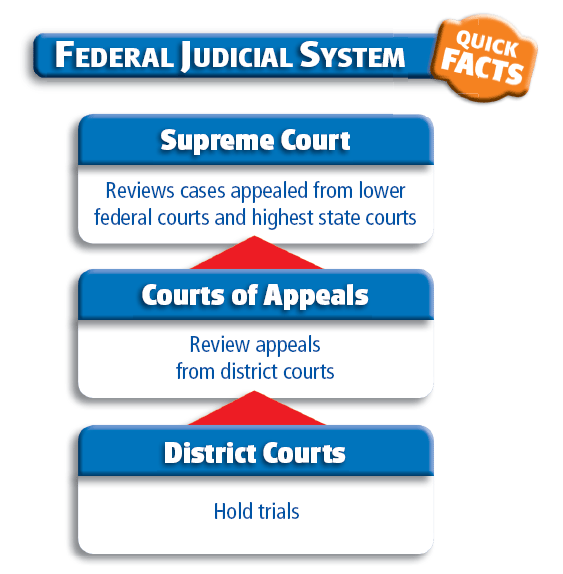 FEDERAL JUDICIAL SYSTEM
QUICK
FACTS
Supreme Court
Reviews cases appealed from lower
federal courts and highest state courts
Courts of Appeals
Review appeals
from district courts
District Courts
Hold trials